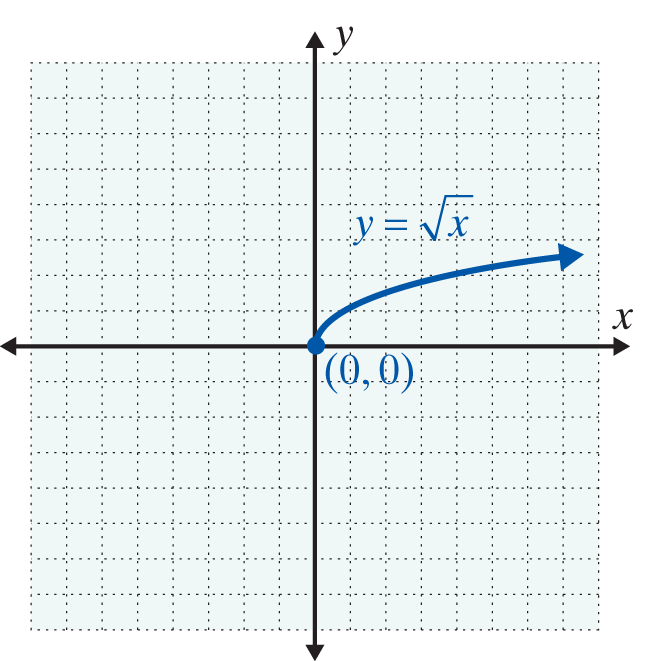 y
y = √x
x
(0, 0)